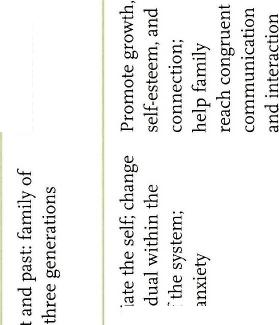 t and past: family of
three generations
iate the self; change
dual within the
the system;
anxiety
Promote growth,
self-esteem, and
connection;
help family
reach congruent
communication
and interaction